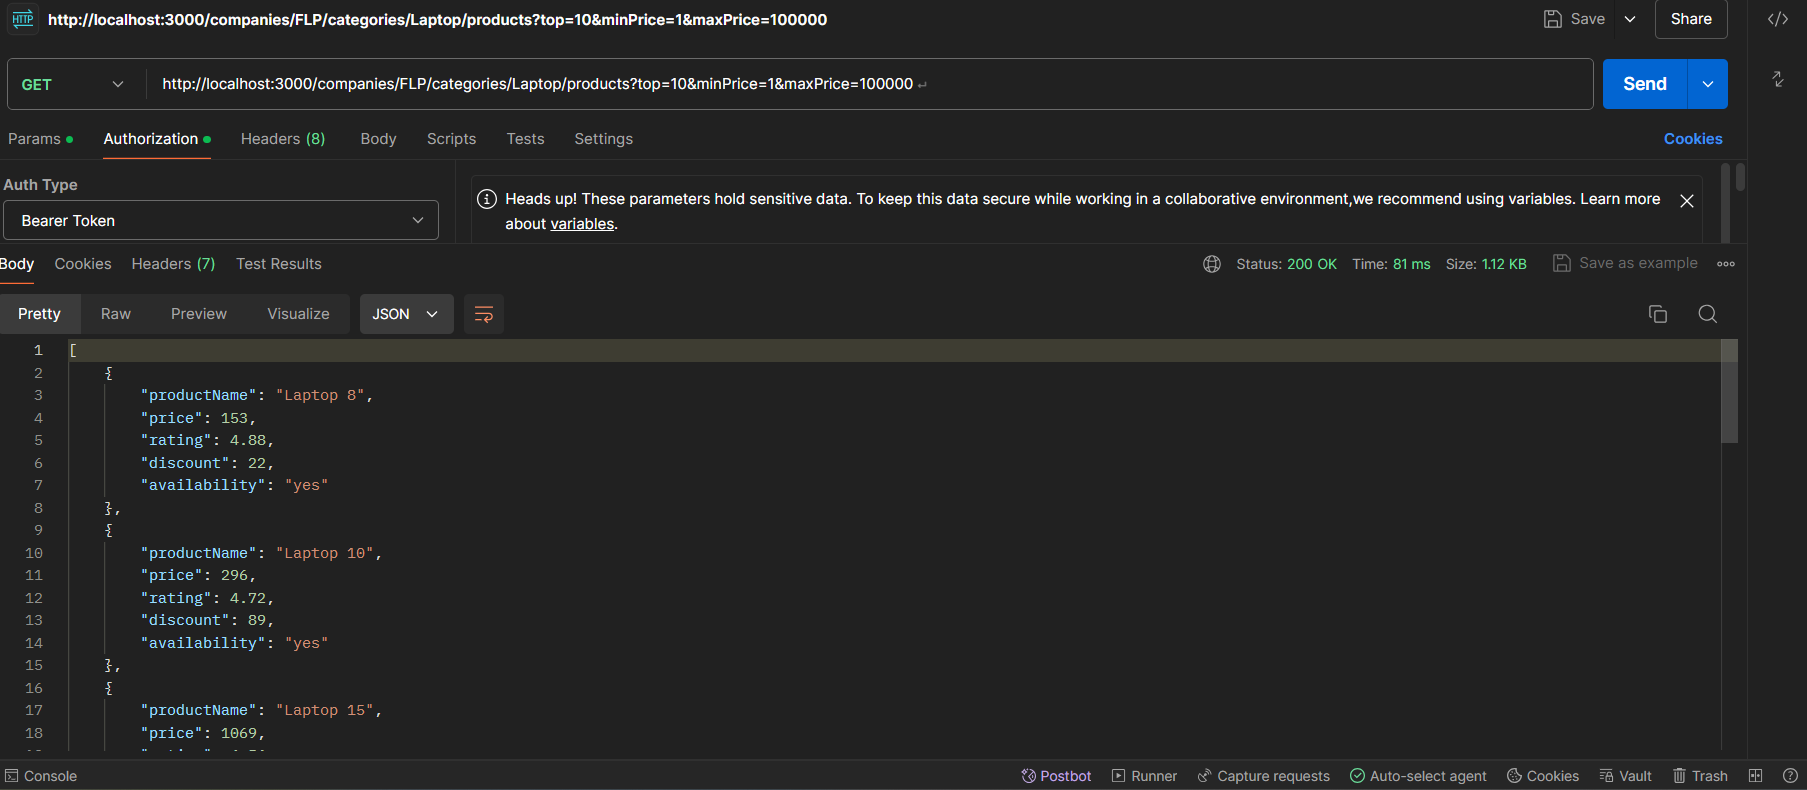 HTTP http://localhost:3000/companies/FLP/categories/Laptop/products?top=10&minPrice=1&maxPrice=100000 Save Share
GET http://localhost:3000/companies/FLP/categories/Laptop/products?top=10&minPrice=1&maxPrice=100000 Send
Params Authorization Headers (8) Body Scripts Tests Settings Cookies
Auth Type
Bearer Token
Heads up! These parameters hold sensitive data. To keep this data secure while working in a collaborative environment,we recommend using variables. Learn more
about variables.
Body Cookies Headers (7) Test Results Status: 200 OK Time: 81 ms Size: 1.12 KB Save as example
Pretty Raw Preview Visualize JSON
1 [
2 {
3 "productName": "Laptop 8",
4 "price": 153,
5 "rating": 4.88,
6 "discount": 22,
7 "availability": "yes"
8 },
9 {
10 "productName": "Laptop 10",
11 "price": 296,
12 "rating": 4.72,
13 "discount": 89,
14 "availability": "yes"
15 },
16 {
17 "productName": "Laptop 15",
18 "price": 1069,
Console Postbot Runner Capture requests Auto-select agent Cookies Vault Trash